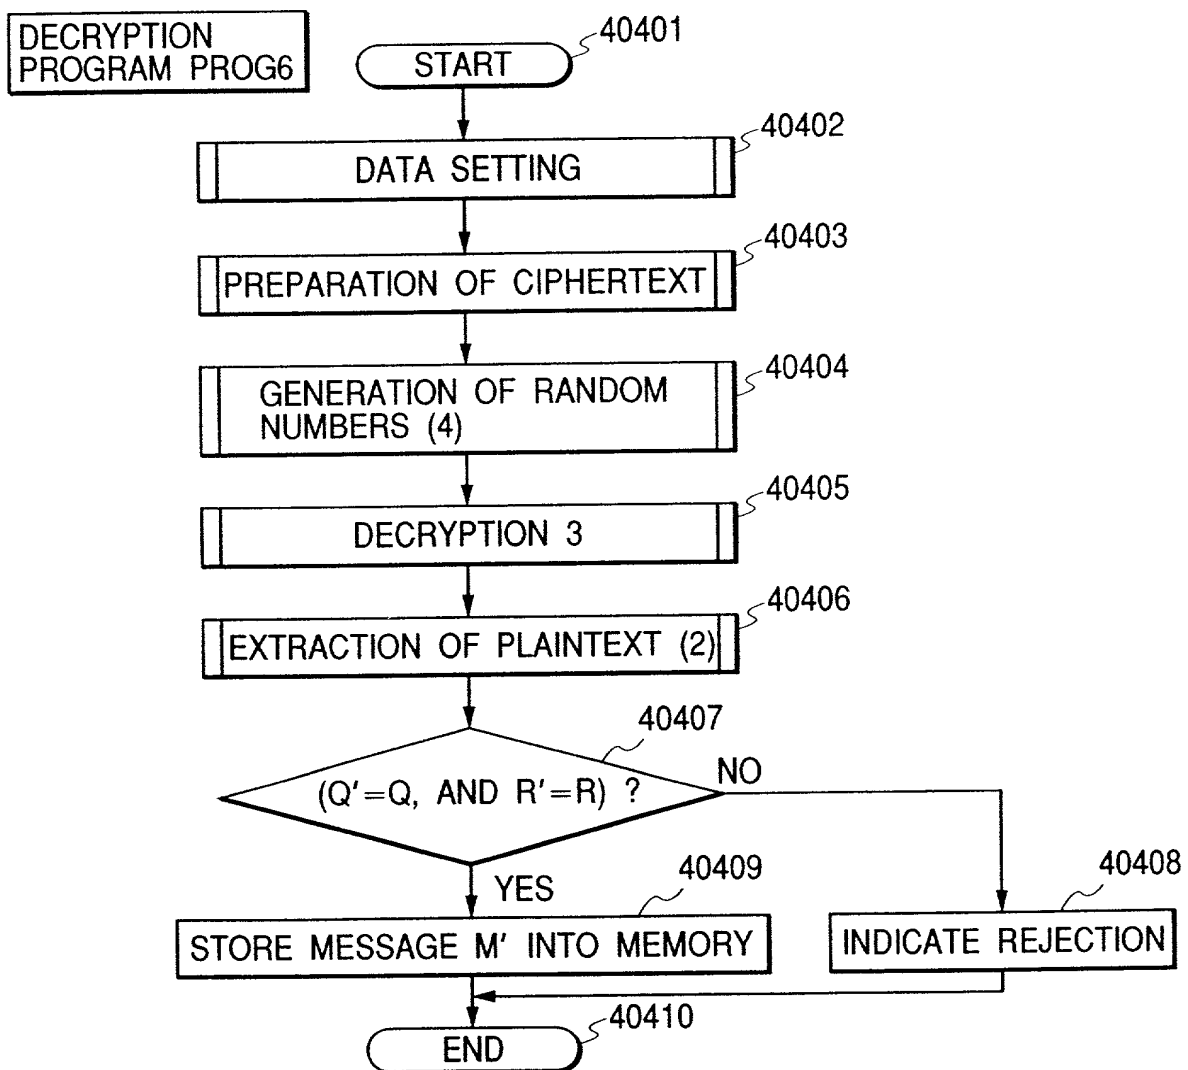 DECRYPTION
PROGRAM PROG6
START
40401
DATA SETTING
40402
PREPARATION OF CIPHERTEXT
40403
GENERATION OF RANDOM
NUMBERS (4)
40404
DECRYPTION 3
40405
EXTRACTION OF PLAINTEXT (2)
40406
40407
(Q'=Q, AND R'=R) ?
NO
YES
40409
STORE MESSAGE M' INTO MEMORY
40408
INDICATE REJECTION
40410
END